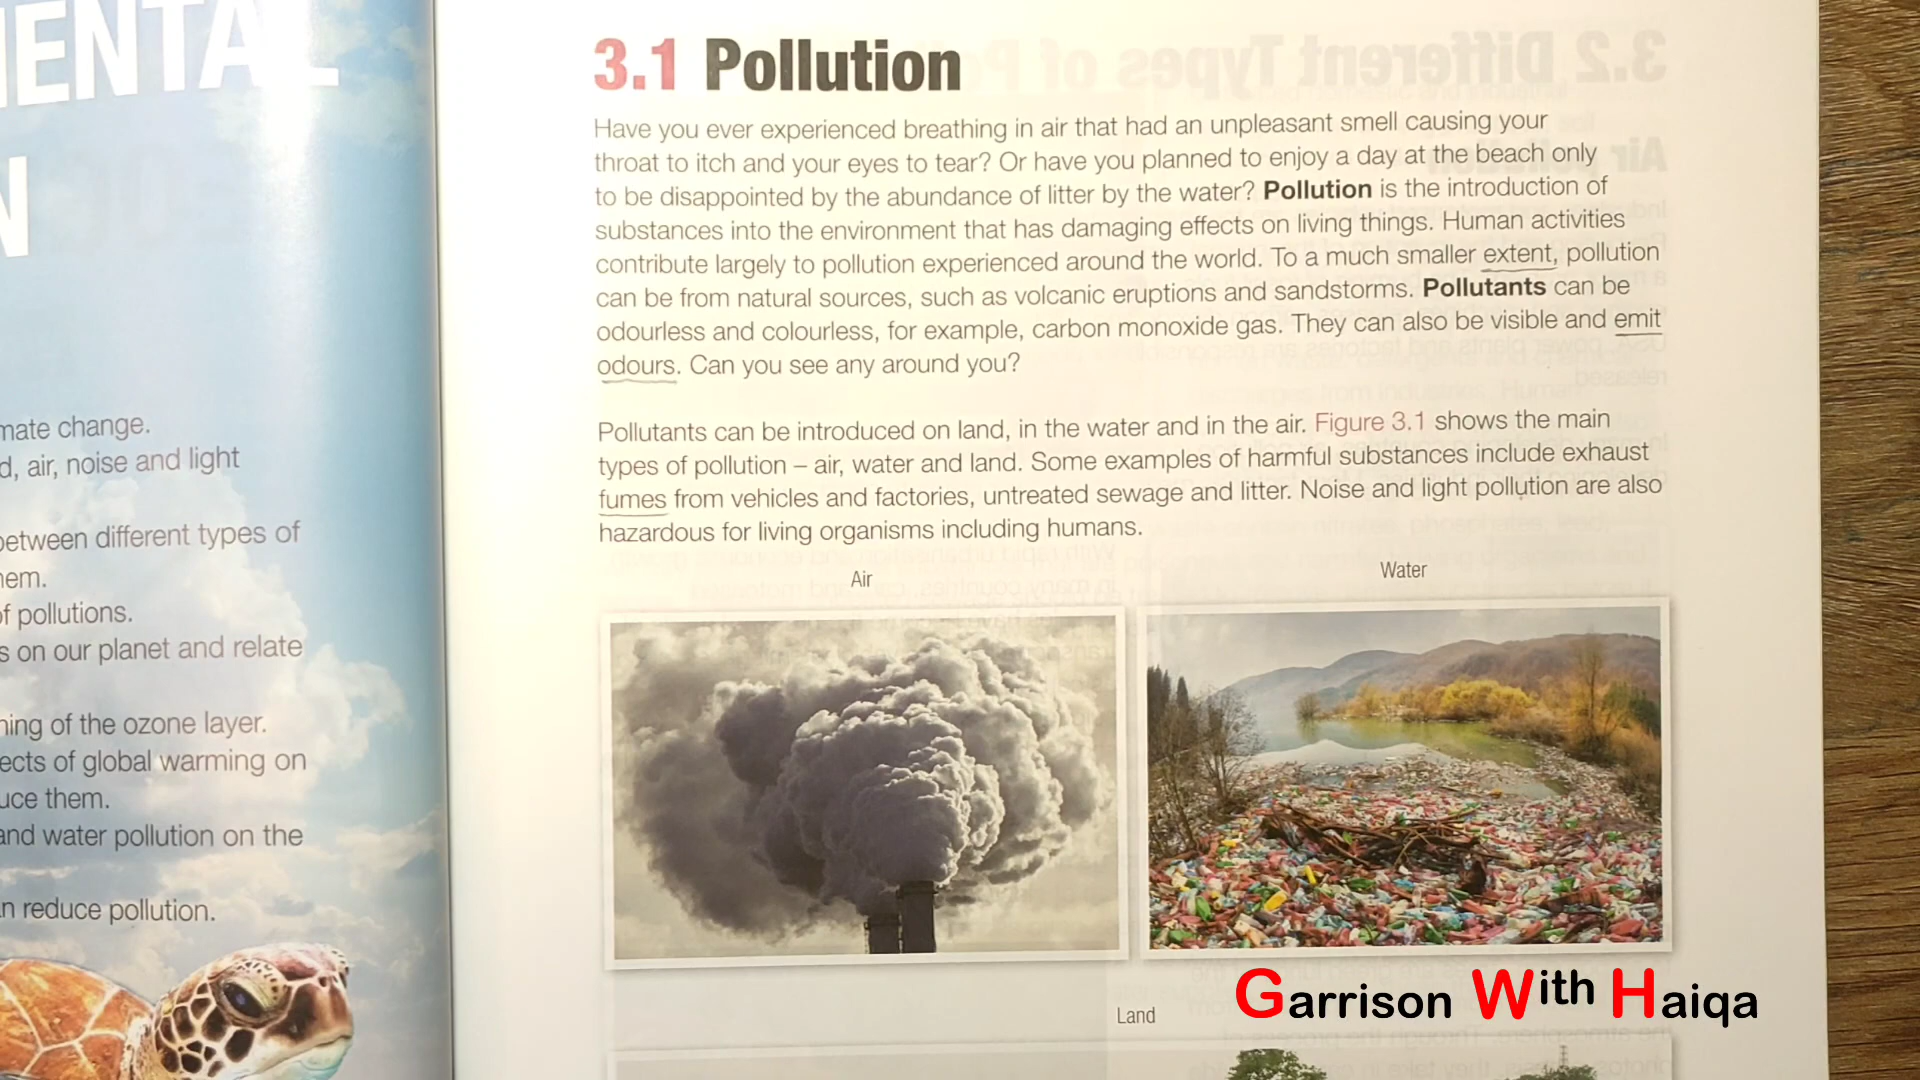 MENTAL
N
mate change.
d, air, noise and light
between different types of
hem.
of pollutions.
s on our planet and relate
ning of the ozone layer.
ects of global warming on
uce them.
and water pollution on the
n reduce pollution.
3.1 Pollution
Have you ever experienced breathing in air that had an unpleasant smell causing your
throat to itch and your eyes to tear? Or have you planned to enjoy a day at the beach only
to be disappointed by the abundance of litter by the water? Pollution is the introduction of
substances into the environment that has damaging effects on living things. Human activities
contribute largely to pollution experienced around the world. To a much smaller extent, pollution
can be from natural sources, such as volcanic eruptions and sandstorms. Pollutants can be
odourless and colourless, for example, carbon monoxide gas. They can also be visible and emit
odours. Can you see any around you?
Pollutants can be introduced on land, in the water and in the air. Figure 3.1 shows the main
types of pollution – air, water and land. Some examples of harmful substances include exhaust
fumes from vehicles and factories, untreated sewage and litter. Noise and light pollution are also
hazardous for living organisms including humans.
Air
Water
Land
Garrison With Haiqa